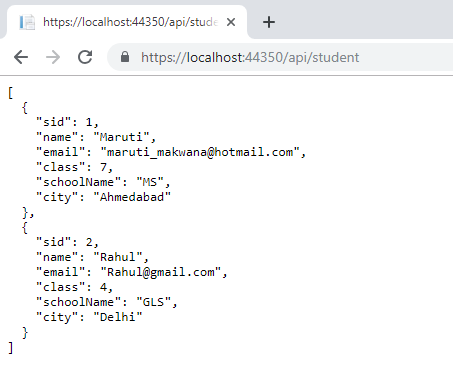 https://localhost:44350/api/stude
https://localhost:44350/api/student
[
  {
    "sid": 1,
    "name": "Maruti",
    "email": "maruti_makwana@hotmail.com",
    "class": 7,
    "schoolName": "MS",
    "city": "Ahmedabad"
  },
  {
    "sid": 2,
    "name": "Rahul",
    "email": "Rahul@gmail.com",
    "class": 4,
    "schoolName": "GLS",
    "city": "Delhi"
  }
]